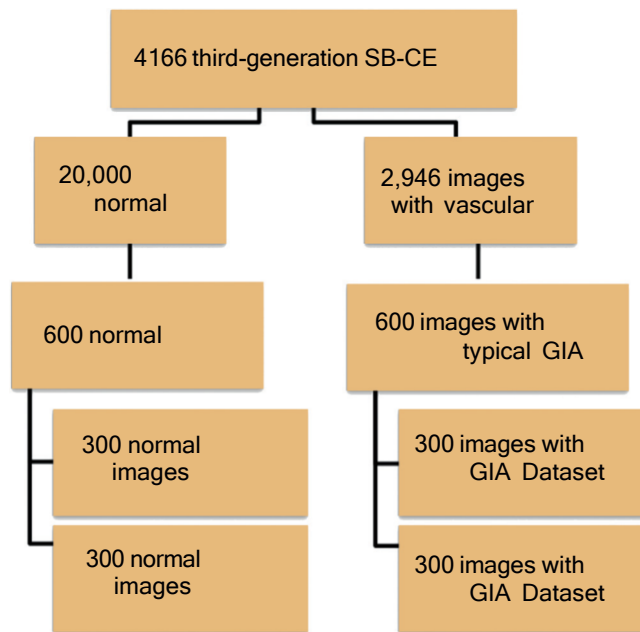 4166 third-generation SB-CE
20,000
normal
2,946 images
with vascular
600 normal
600 images with
typical GIA
300 normal
images
300 images with
GIA Dataset
300 normal
images
300 images with
GIA Dataset